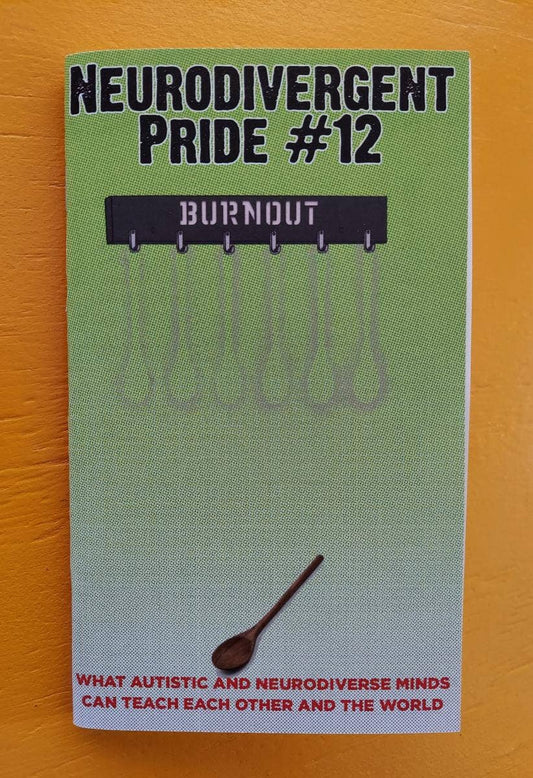 NEURODIVERGENT
PRIDE #12
BURNOUT
WHAT AUTISTIC AND NEURODIVERSE MINDS
CAN TEACH EACH OTHER AND THE WORLD